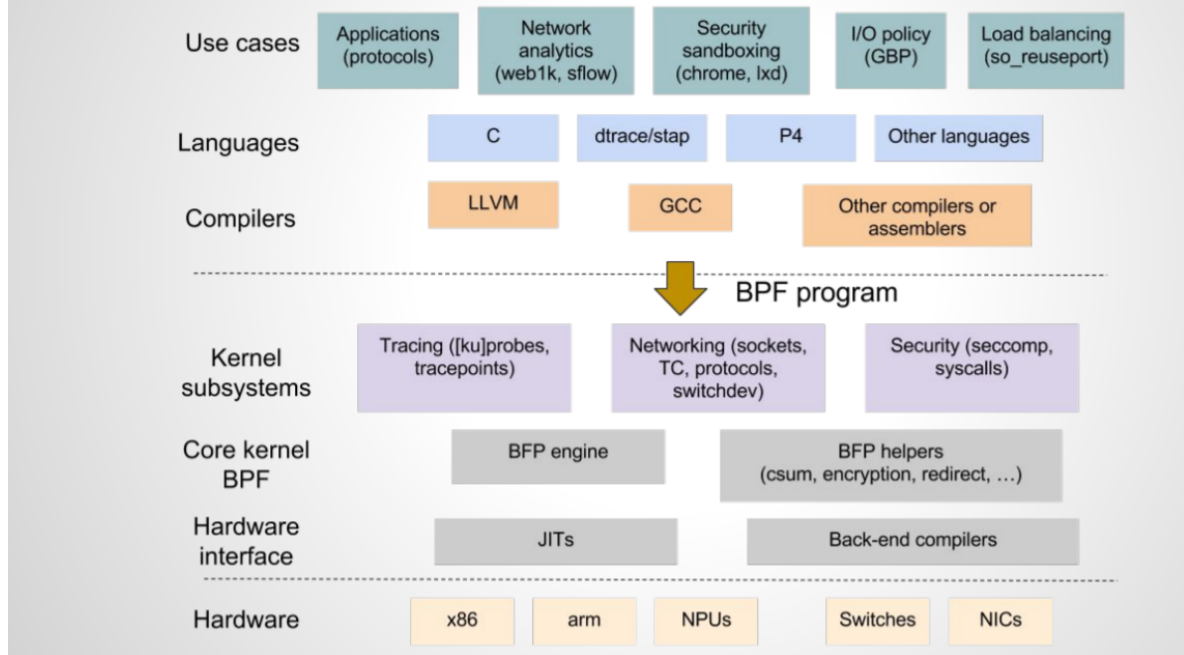 Use cases
Applications
(protocols)
Network
analytics
(web1k, sflow)
Security
sandboxing
(chrome, lxd)
I/O policy
(GBP)
Load balancing
(so_reuseport)
Languages
C
dtrace/stap
P4
Other languages
Compilers
LLVM
GCC
Other compilers or
assemblers
BPF program
Kernel
subsystems
Tracing ([ku]probes,
tracepoints)
Networking (sockets,
TC, protocols,
switchdev)
Security (seccomp,
syscalls)
Core kernel
BPF
BFP engine
BFP helpers
(csum, encryption, redirect, …)
Hardware
interface
JITs
Back-end compilers
Hardware
x86
arm
NPUs
Switches
NICs